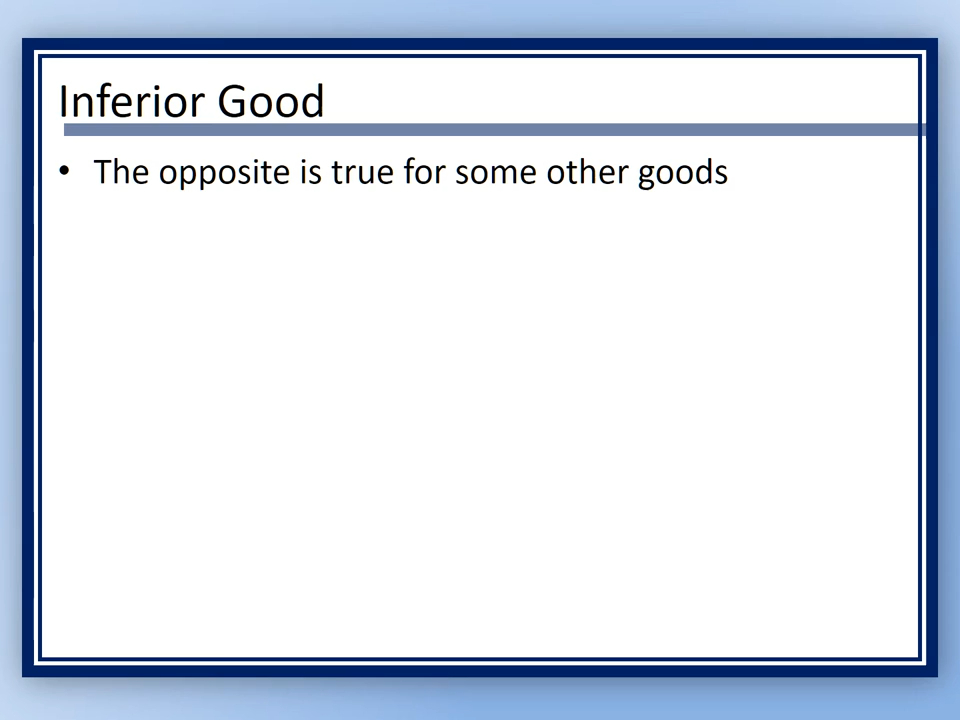 Inferior Good
• The opposite is true for some other goods